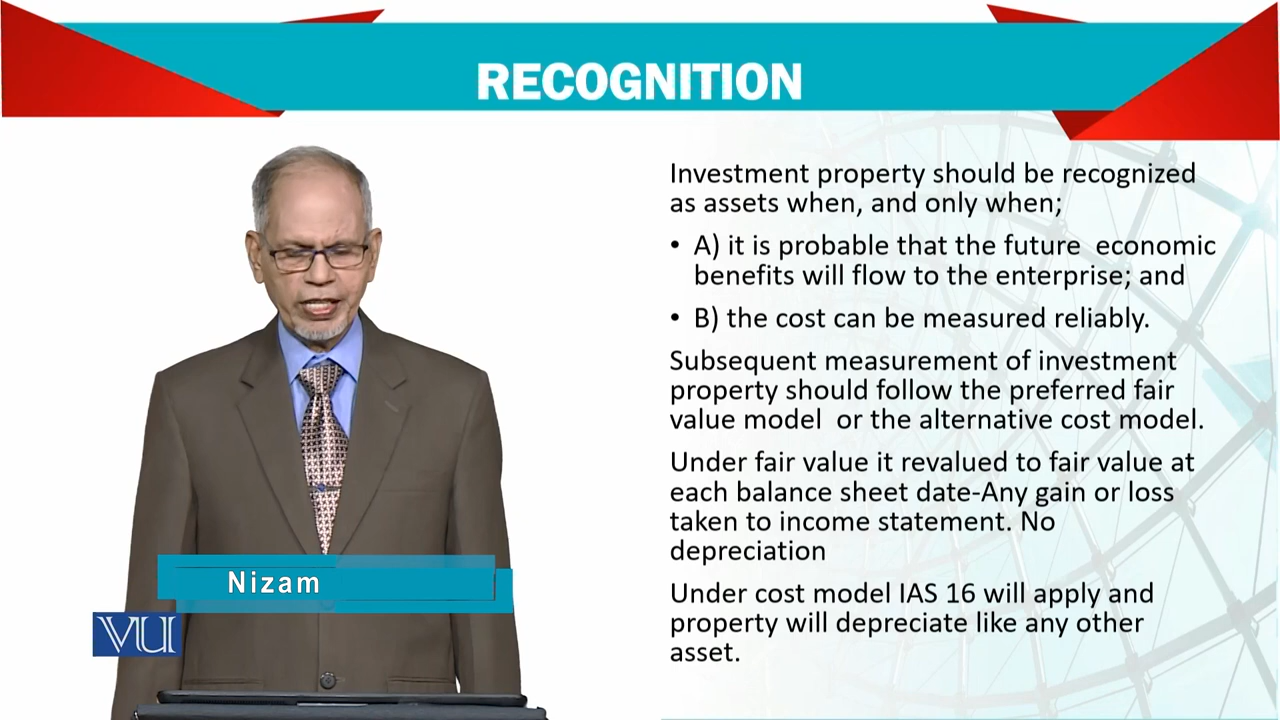 RECOGNITION
Investment property should be recognized
as assets when, and only when;
• A) it is probable that the future  economic
benefits will flow to the enterprise; and
• B) the cost can be measured reliably.
Subsequent measurement of investment
property should follow the preferred fair
value model  or the alternative cost model.
Under fair value it revalued to fair value at
each balance sheet date-Any gain or loss
taken to income statement. No
depreciation
Under cost model IAS 16 will apply and
property will depreciate like any other
asset.
Nizam
VU